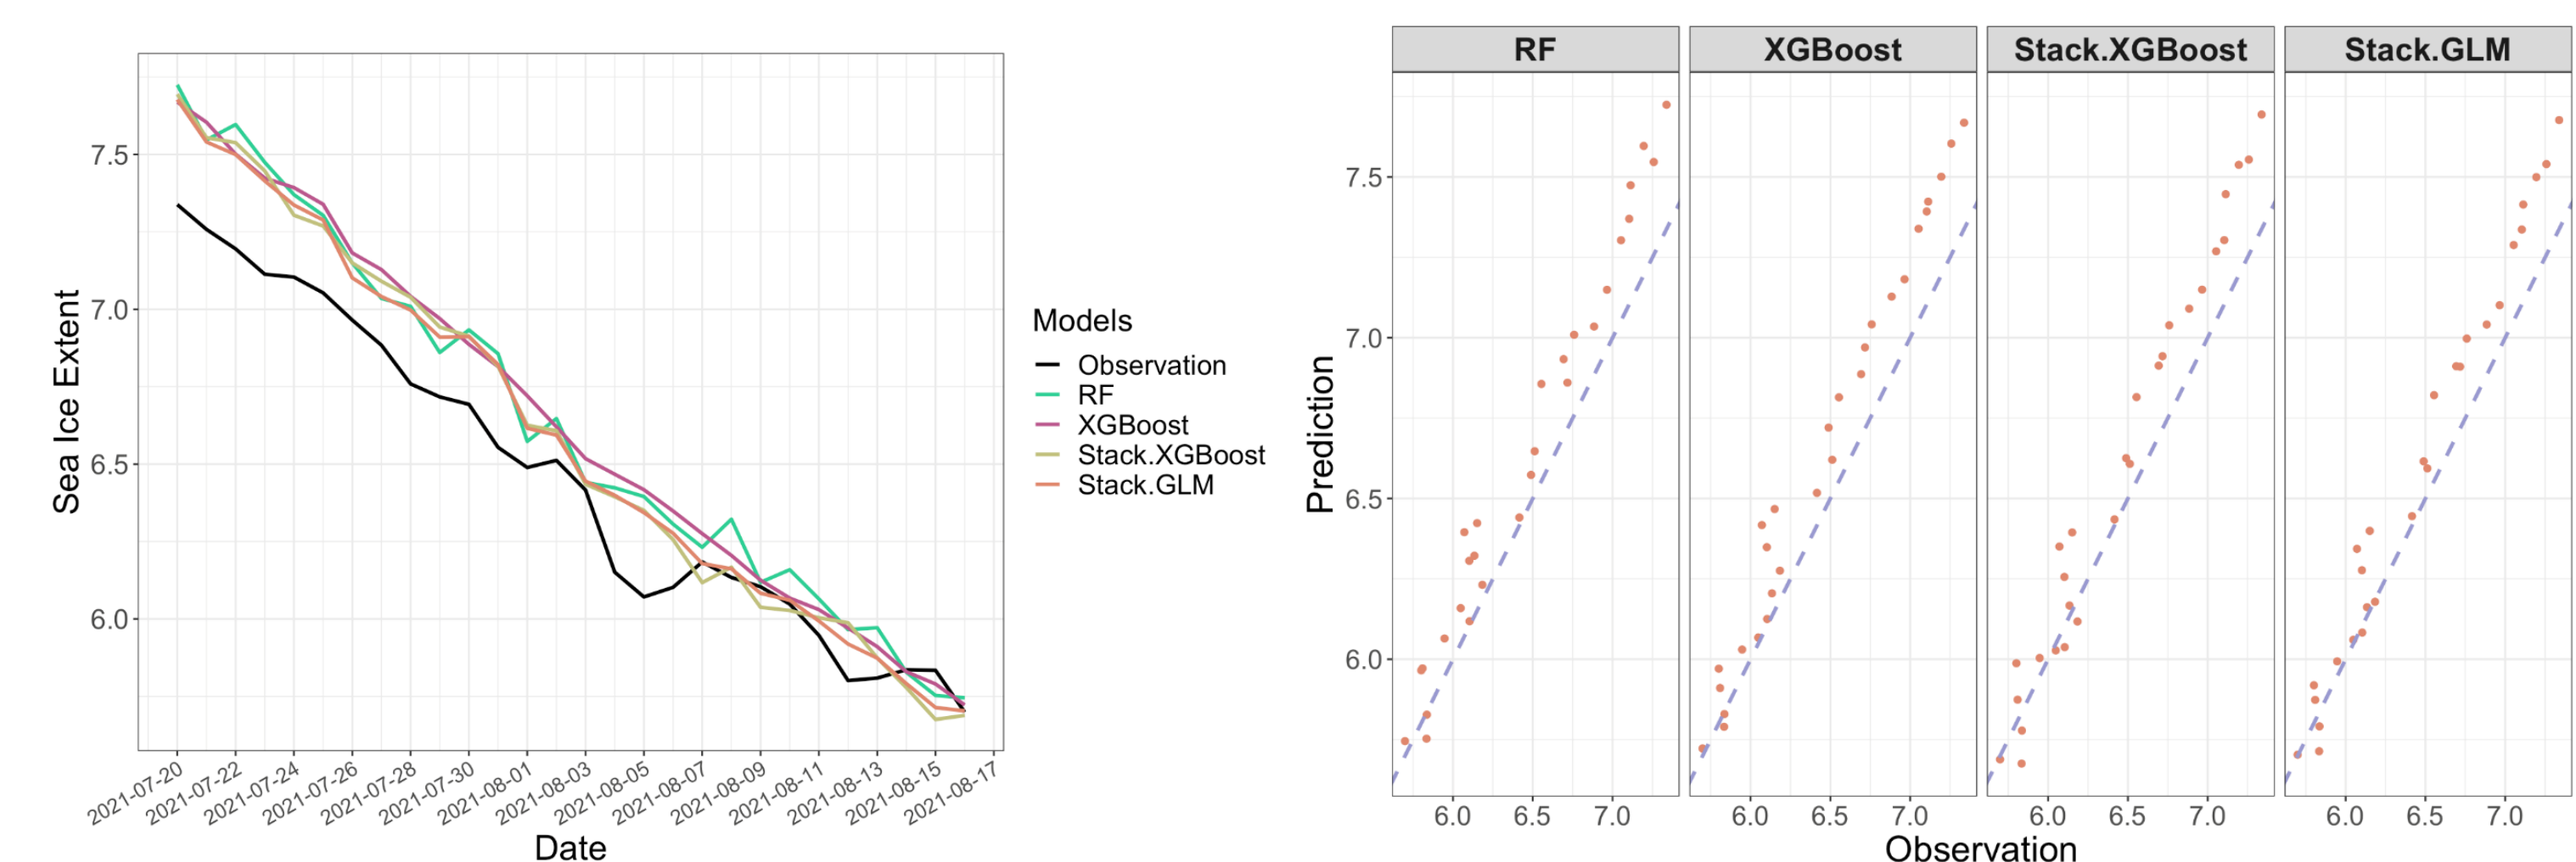 7.5
7.0
6.5
6.0
Sea Ice Extent
2021-07-20
2021-07-22
2021-07-24
2021-07-26
2021-07-28
2021-07-30
2021-08-01
2021-08-03
2021-08-05
2021-08-07
2021-08-09
2021-08-11
2021-08-13
2021-08-15
2021-08-17
Date
Models
Observation
RF
XGBoost
Stack.XGBoost
Stack.GLM
RF XGBoost Stack.XGBoost Stack.GLM
7.5
7.0
6.5
6.0
Prediction
6.0 6.5 7.0 6.0 6.5 7.0 6.0 6.5 7.0 6.0 6.5 7.0
Observation